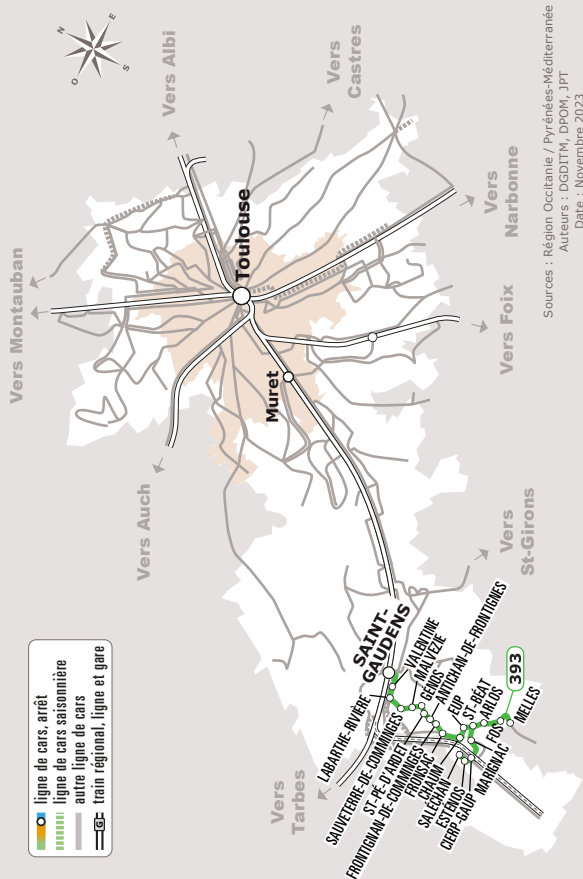 ligne de cars, arrêt
ligne de cars saisonnière
autre ligne de cars
G
train régional, ligne et gare
N
E
S
O
Vers Montauban
Vers Albi
Vers
Castres
Vers Auch
Toulouse
Muret
Vers
Narbonne
Vers Foix
Vers
St-Girons
Vers
Tarbes
SAINT-
GAUDENS
LABARTHE-RIVIÈRE
VALENTINE
SAUVETERRE-DE-COMMINGES
MALVEZIE
GENOS
ST-PÉ-D'ARDET
ANTICHAN-DE-FRONTIGNES
FRONTIGNAN-DE-COMMINGES
FRONSAC
CHAUM
EUP
SALÉCHAN
ST-BÉAT
ESTÉNOS
ARLOS
CIERP-GAUP
MARIGNAC
FOS
MELLES
393
Sources : Région Occitanie / Pyrénées-Méditerranée
Auteurs : DGDITM, DPOM, JPT
Date : Novembre 2023